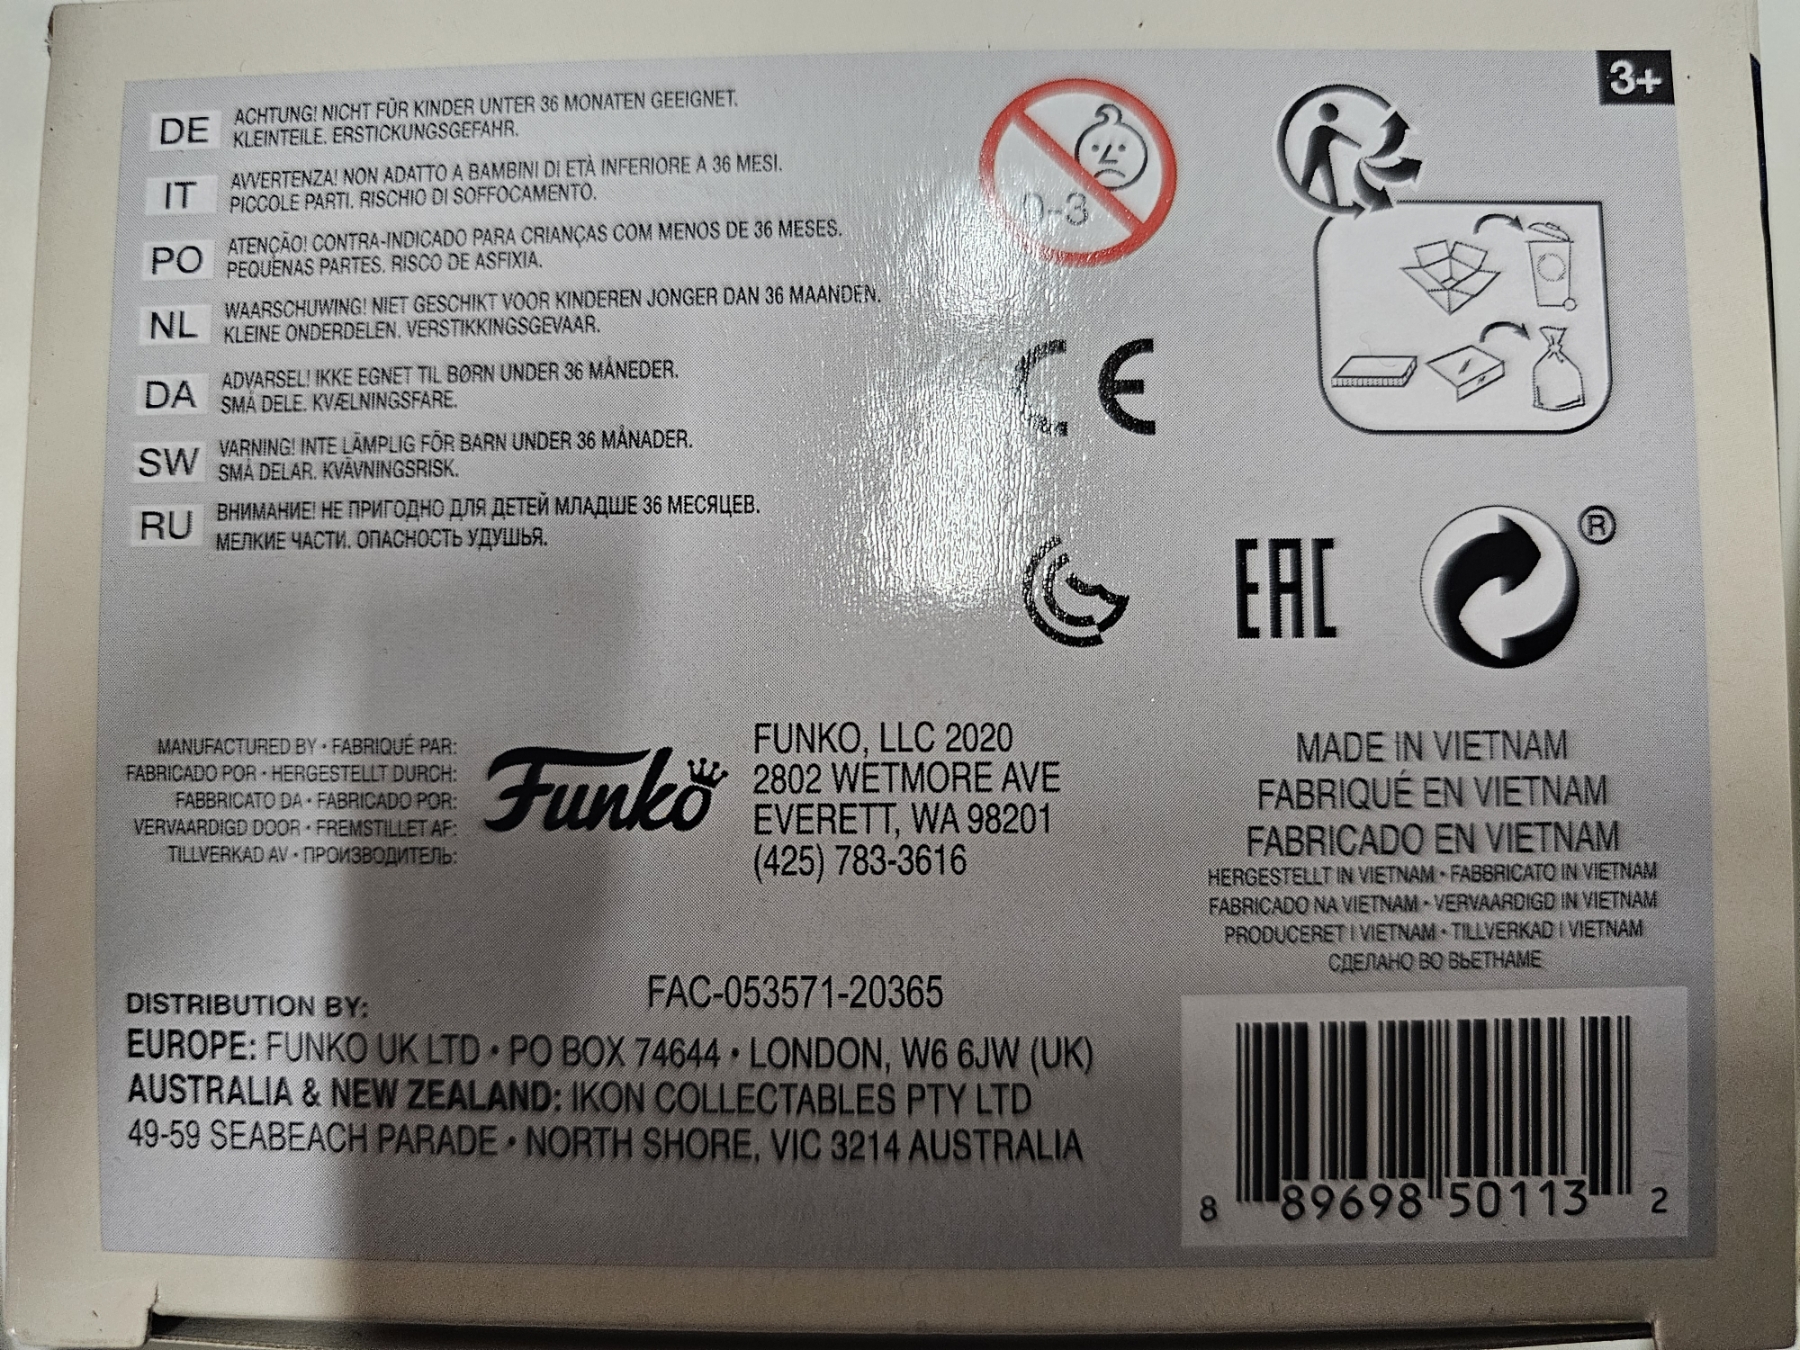 3+
DE
ACHTUNG! NICHT FÜR KINDER UNTER 36 MONATEN GEEIGNET.
KLEINTEILE. ERSTICKUNGSGEFAHR.
IT
AVVERTENZA! NON ADATTO A BAMBINI DI ETÀ INFERIORE A 36 MESI.
PICCOLE PARTI. RISCHIO DI SOFFOCAMENTO.
PO
ATENÇÃO! CONTRA-INDICADO PARA CRIANÇAS COM MENOS DE 36 MESES.
PEQUENAS PARTES. RISCO DE ASFIXIA.
NL
WAARSCHUWING! NIET GESCHIKT VOOR KINDEREN JONGER DAN 36 MAANDEN.
KLEINE ONDERDELEN. VERSTIKKINGSGEVAAR.
DA
ADVARSEL! IKKE EGNET TIL BØRN UNDER 36 MÅNEDER.
SMÅ DELE. KVÆLNINGSFARE.
SW
VARNING! INTE LÄMPLIG FÖR BARN UNDER 36 MÅNADER.
SMÅ DELAR. KVÄVNINGSRISK.
RU
ВНИМАНИЕ! НЕ ПРИГОДНО ДЛЯ ДЕТЕЙ МЛАДШЕ 36 МЕСЯЦЕВ.
МЕЛКИЕ ЧАСТИ. ОПАСНОСТЬ УДУШЬЯ.
0-3
CE
EAC
®
MANUFACTURED BY • FABRIQUÉ PAR:
FABRICADO POR • HERGESTELLT DURCH:
FABBRICATO DA • FABRICADO POR:
VERVAARDIGD DOOR • FREMSTILLET AF:
TILLVERKAD AV • ПРОИЗВОДИТЕЛЬ:
Funko
FUNKO, LLC 2020
2802 WETMORE AVE
EVERETT, WA 98201
(425) 783-3616
MADE IN VIETNAM
FABRIQUÉ EN VIETNAM
FABRICADO EN VIETNAM
HERGESTELLT IN VIETNAM • FABBRICATO IN VIETNAM
FABRICADO NA VIETNAM • VERVAARDIGD IN VIETNAM
PRODUCERET I VIETNAM • TILLVERKAD I VIETNAM
СДЕЛАНО ВО ВЬЕТНАМЕ
FAC-053571-20365
DISTRIBUTION BY:
EUROPE: FUNKO UK LTD • PO BOX 74644 • LONDON, W6 6JW (UK)
AUSTRALIA & NEW ZEALAND: IKON COLLECTABLES PTY LTD
49-59 SEABEACH PARADE • NORTH SHORE, VIC 3214 AUSTRALIA
8 89698 50113 2